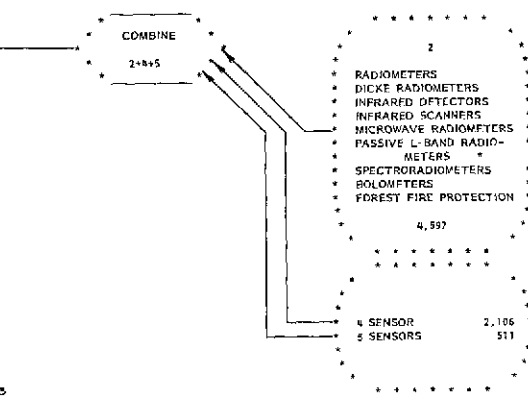 COMBINE
2+4+5
2
RADIOMETERS
DICKE RADIOMETERS
INFRARED DETECTORS
INFRARED SCANNERS
MICROWAVE RADIOMETERS
PASSIVE L-BAND RADIO-
METERS
SPECTRORADIOMETERS
BOLOMETERS
FOREST FIRE PROTECTION
4,597
4 SENSOR 2,106
5 SENSORS 511